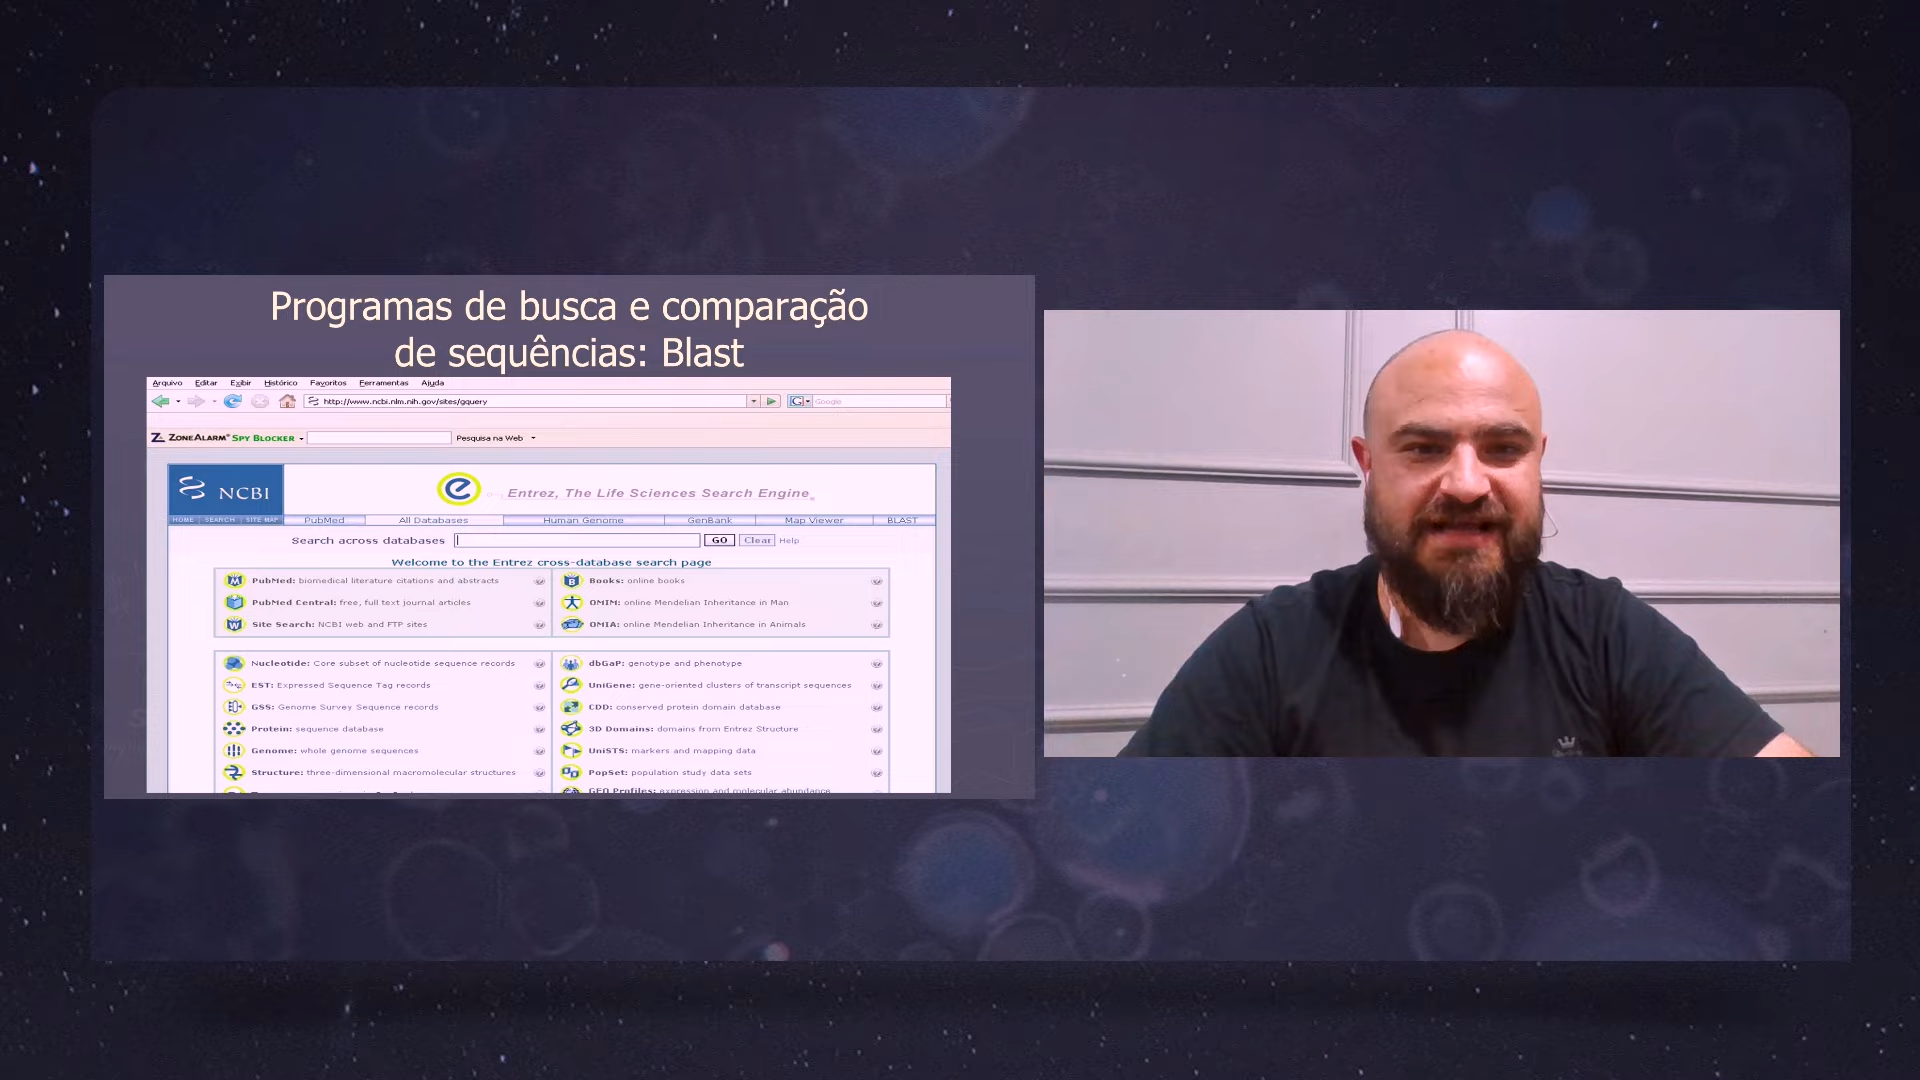 Programas de busca e comparação
de sequências: Blast
Arquivo Editar Exibir Histórico Favoritos Ferramentas Ajuda
http://www.ncbi.nlm.nih.gov/sites/gquery
Google
ZONEALARM® SPY BLOCKER
Pesquisa na Web
NCBI
Entrez, The Life Sciences Search Engine
HOME SEARCH SITE MAP PubMed All Databases Human Genome GenBank Map Viewer BLAST
Search across databases GO Clear Help
Welcome to the Entrez cross-database search page
PubMed: biomedical literature citations and abstracts
Books: online books
PubMed Central: free, full text journal articles
OMIM: online Mendelian Inheritance in Man
Site Search: NCBI web and FTP sites
OMIA: online Mendelian Inheritance in Animals
Nucleotide: Core subset of nucleotide sequence records
dbGaP: genotype and phenotype
EST: Expressed Sequence Tag records
UniGene: gene-oriented clusters of transcript sequences
GSS: Genome Survey Sequence records
CDD: conserved protein domain database
Protein: sequence database
3D Domains: domains from Entrez Structure
Genome: whole genome sequences
UniSTS: markers and mapping data
Structure: three-dimensional macromolecular structures
PopSet: population study data sets
GEO Profiles: expression and molecular abundance